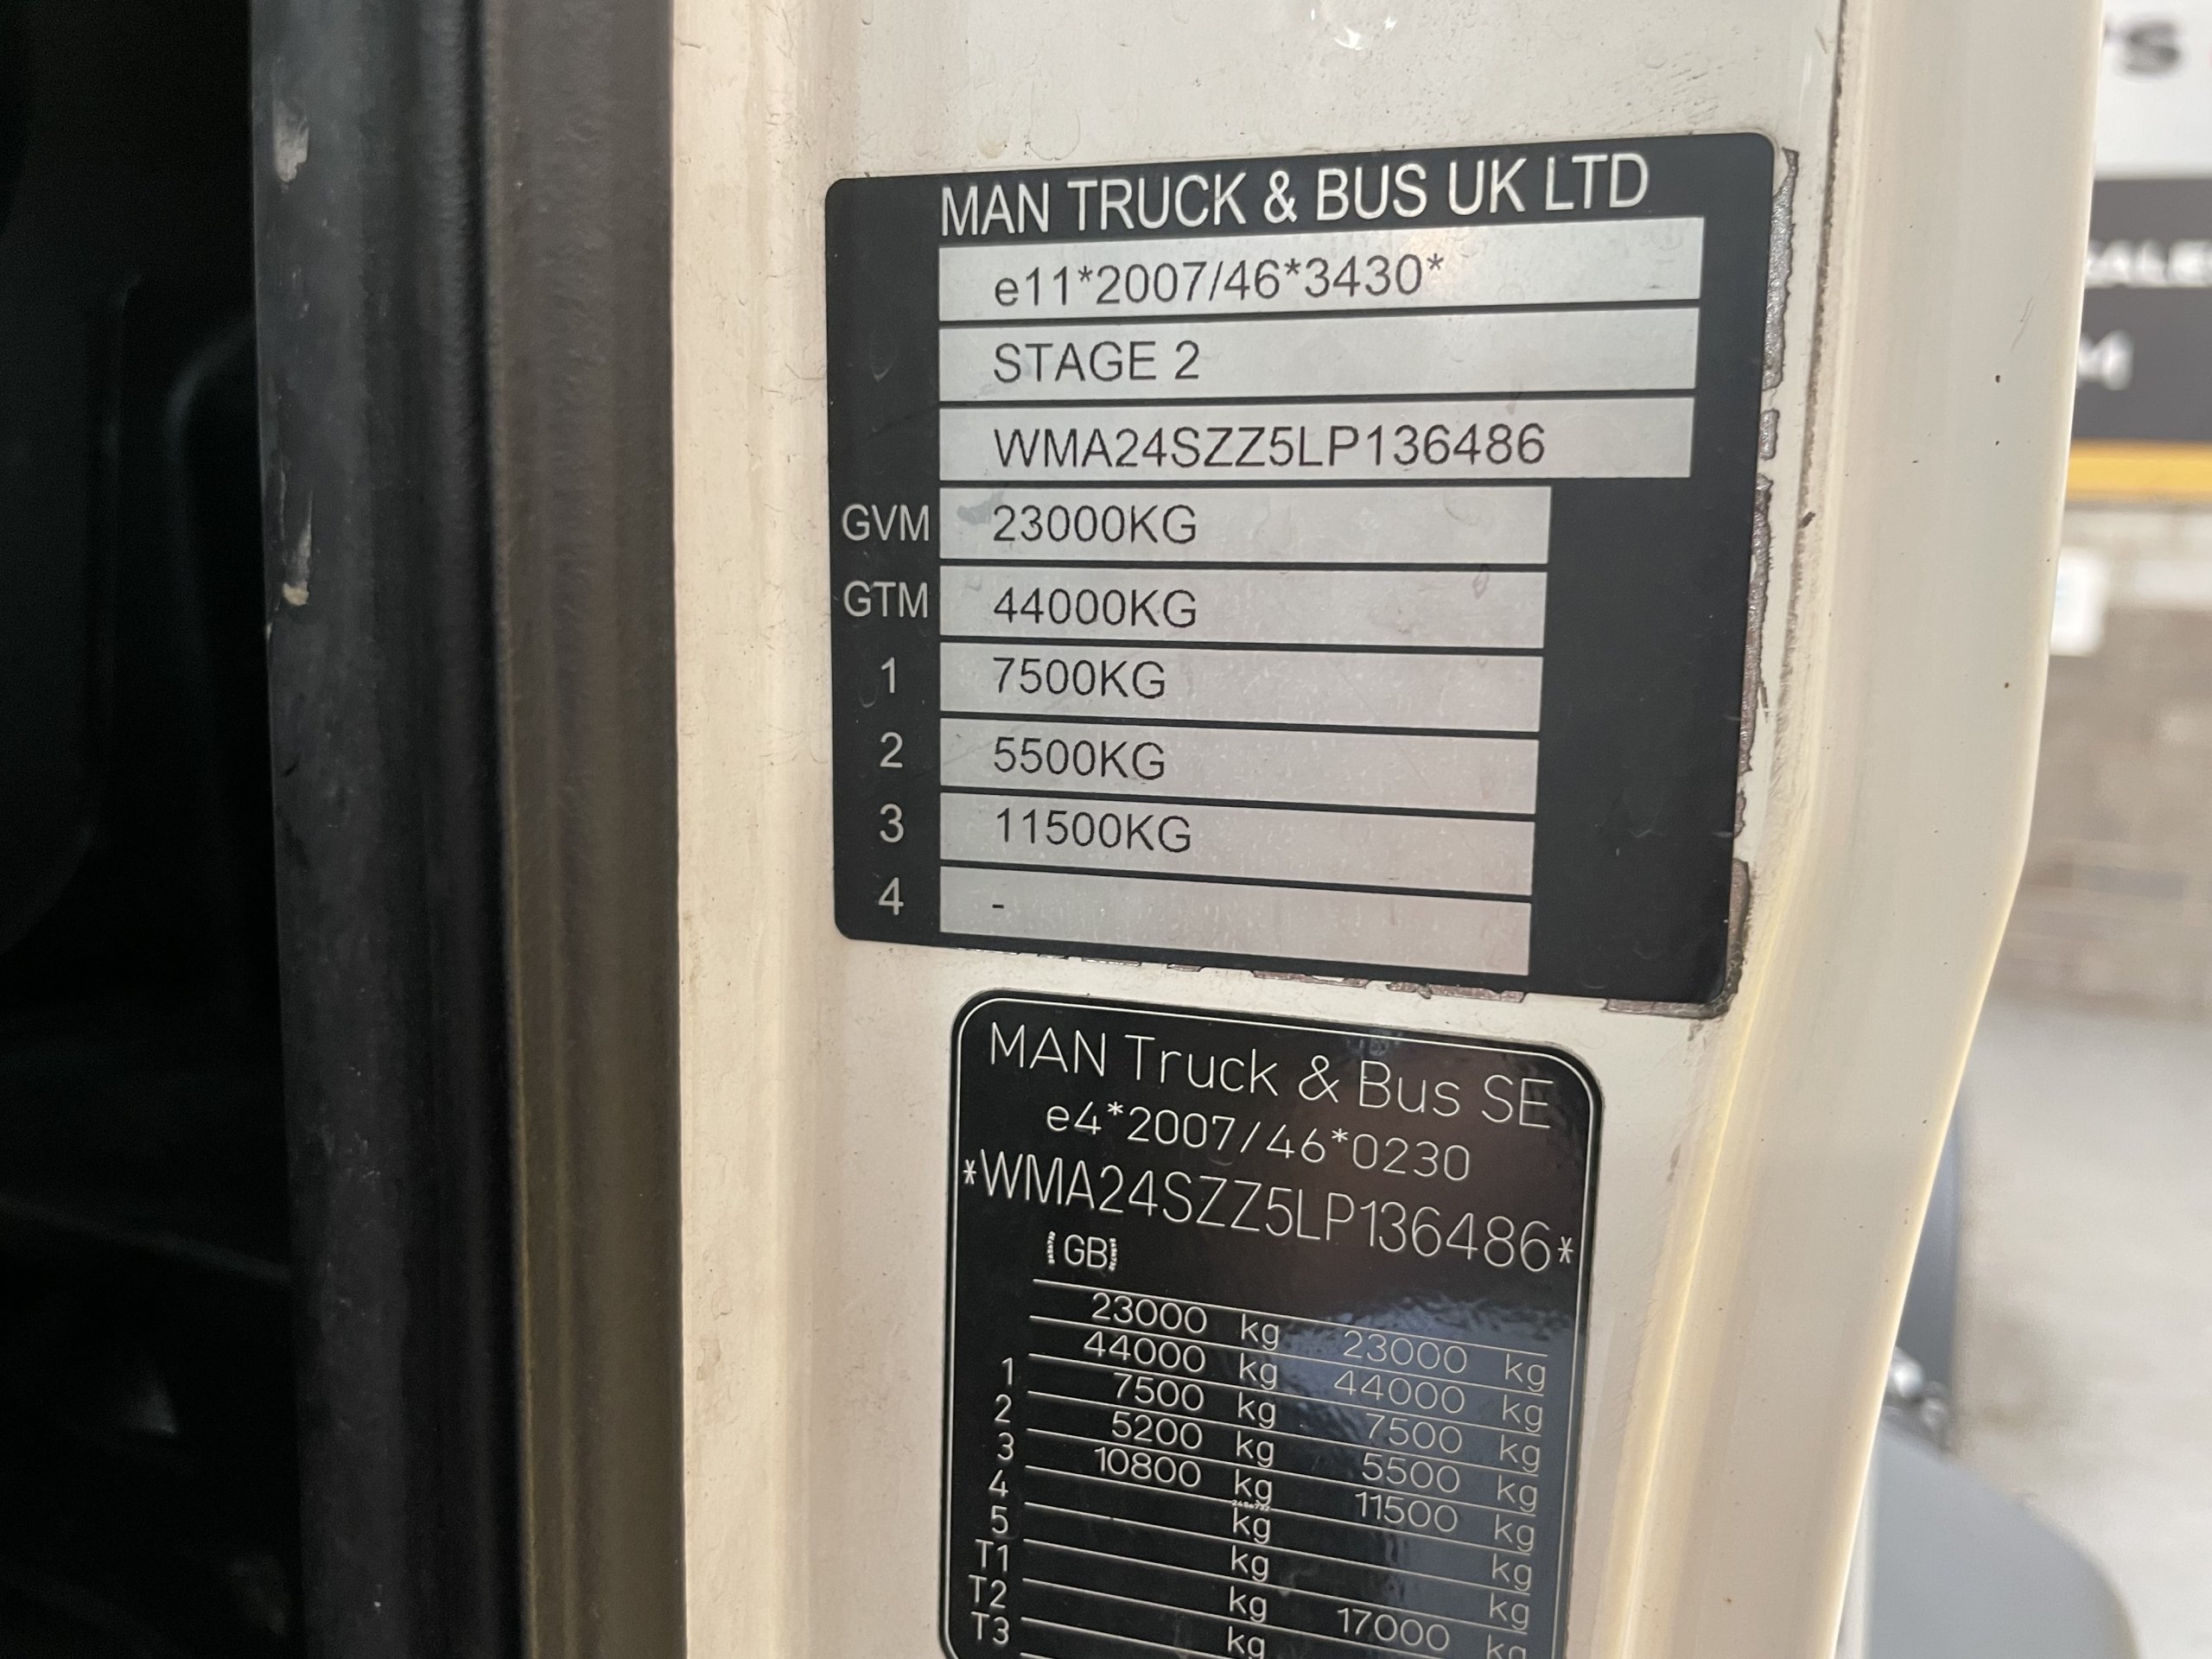 MAN TRUCK & BUS UK LTD
e11*2007/46*3430*
STAGE 2
WMA24SZZ5LP136486
GVM 23000KG
GTM 44000KG
1 7500KG
2 5500KG
3 11500KG
4 -
MAN Truck & Bus SE
e4*2007/46*0230
*WMA24SZZ5LP136486*
GB
23000 kg 23000 kg
44000 kg 44000 kg
1 7500 kg 7500 kg
2 5200 kg 5500 kg
3 10800 kg 11500 kg
4 kg kg
5 kg kg
T1 kg 17000 kg
T2 kg
T3